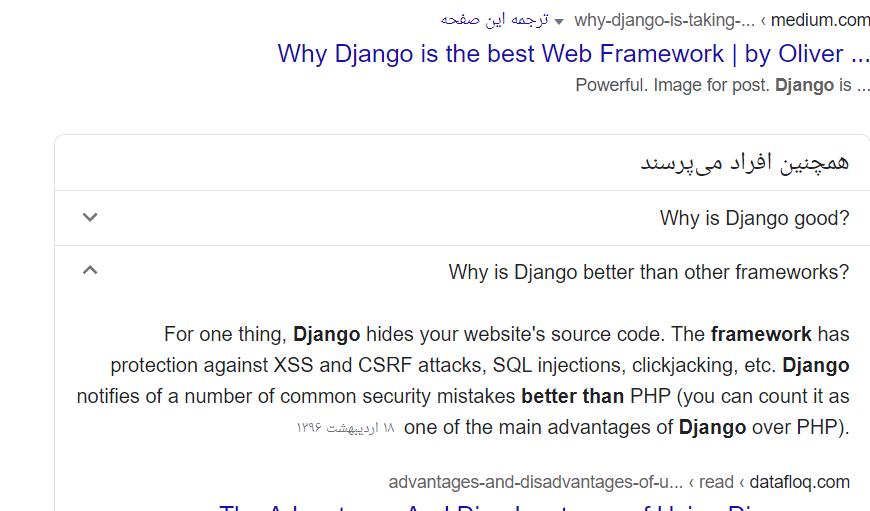 medium.com › why-django-is-taking-... ▾ ترجمه این صفحه
Why Django is the best Web Framework | by Oliver ...
Powerful. Image for post. Django is ...
همچنین افراد می‌پرسند
Why is Django good?
Why is Django better than other frameworks?
For one thing, Django hides your website's source code. The framework has
protection against XSS and CSRF attacks, SQL injections, clickjacking, etc. Django
notifies of a number of common security mistakes better than PHP (you can count it as
one of the main advantages of Django over PHP). ۱۸ اردیبهشت ۱۳۹۶
datafloq.com › read › advantages-and-disadvantages-of-u...